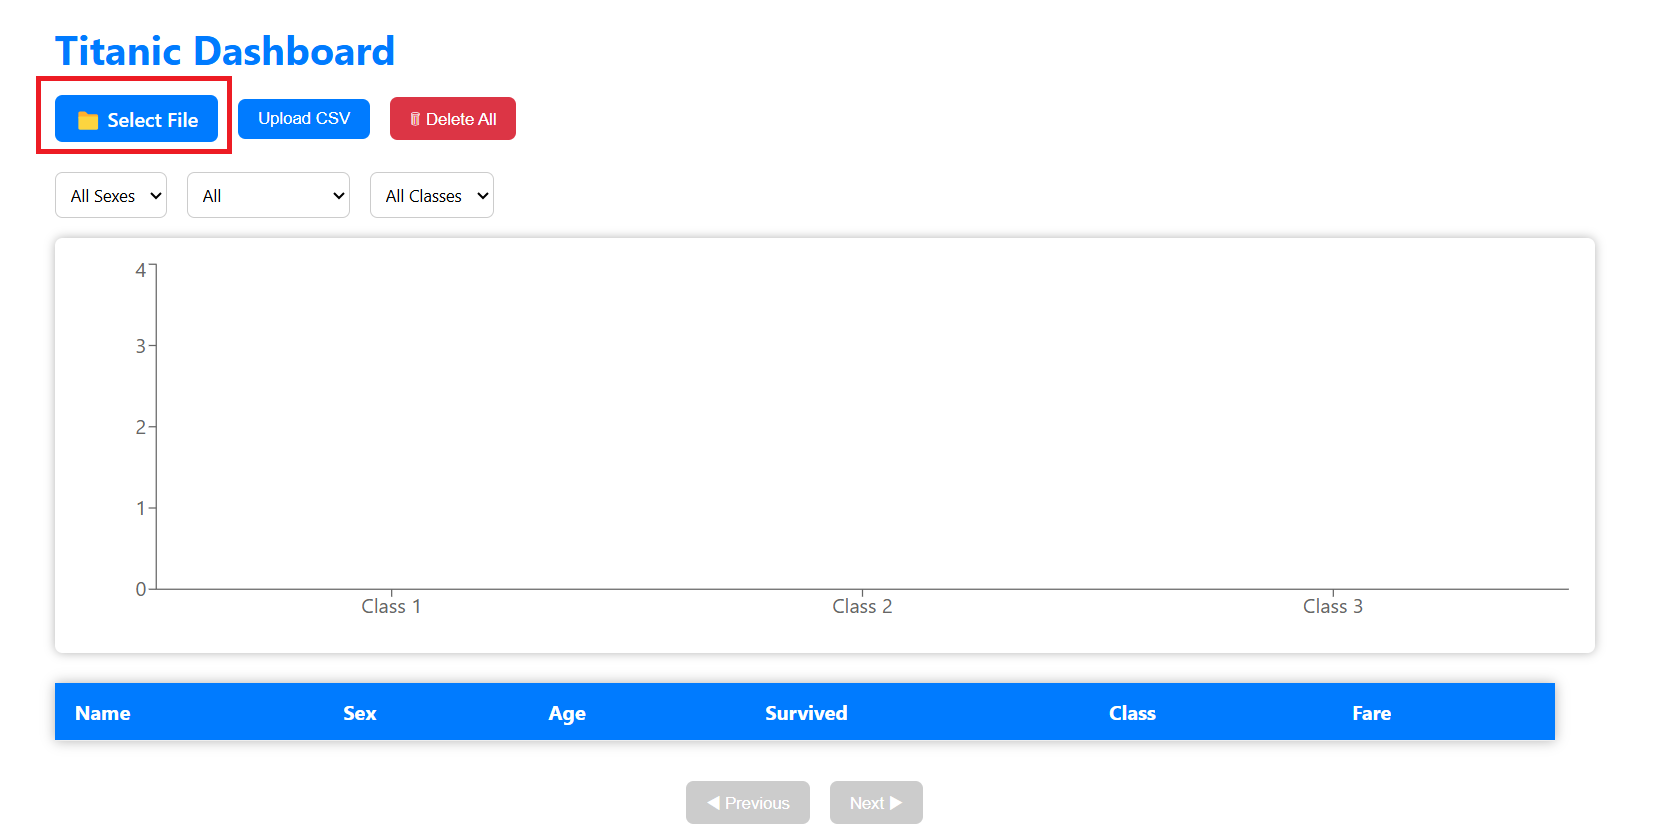 Titanic Dashboard
Select File
Upload CSV
Delete All
All Sexes
All
All Classes
4
3
2
1
0
Class 1 Class 2 Class 3
Name Sex Age Survived Class Fare
Previous Next